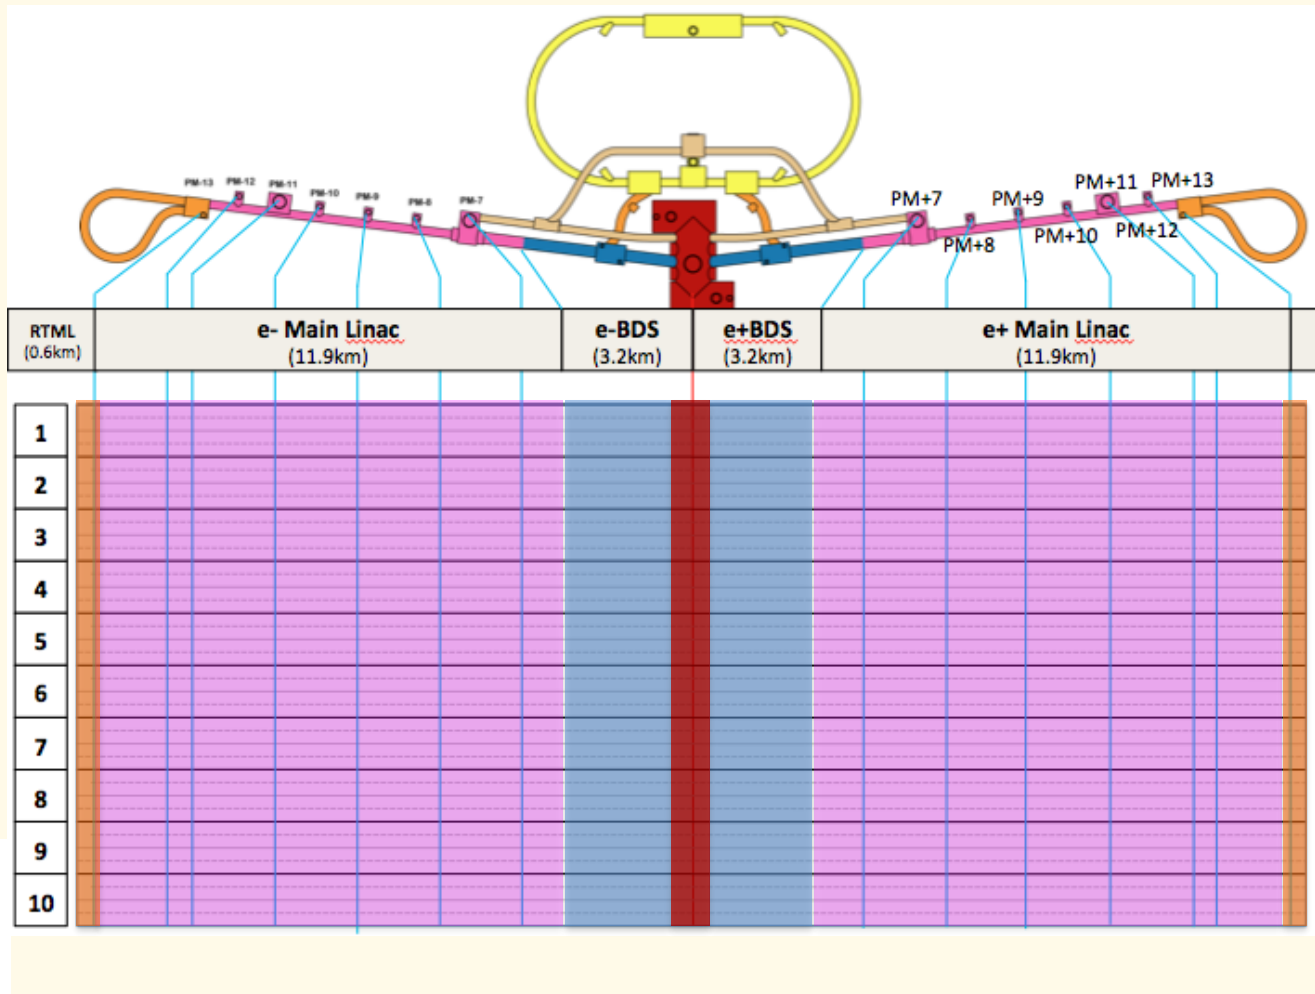 PM-13 PM-12 PM-11 PM-10 PM-9 PM-8 PM-7
PM+7 PM+8 PM+9 PM+10 PM+11 PM+12 PM+13
RTML
(0.6km)
e- Main Linac
(11.9km)
e-BDS
(3.2km)
e+BDS
(3.2km)
e+ Main Linac
(11.9km)
1
2
3
4
5
6
7
8
9
10